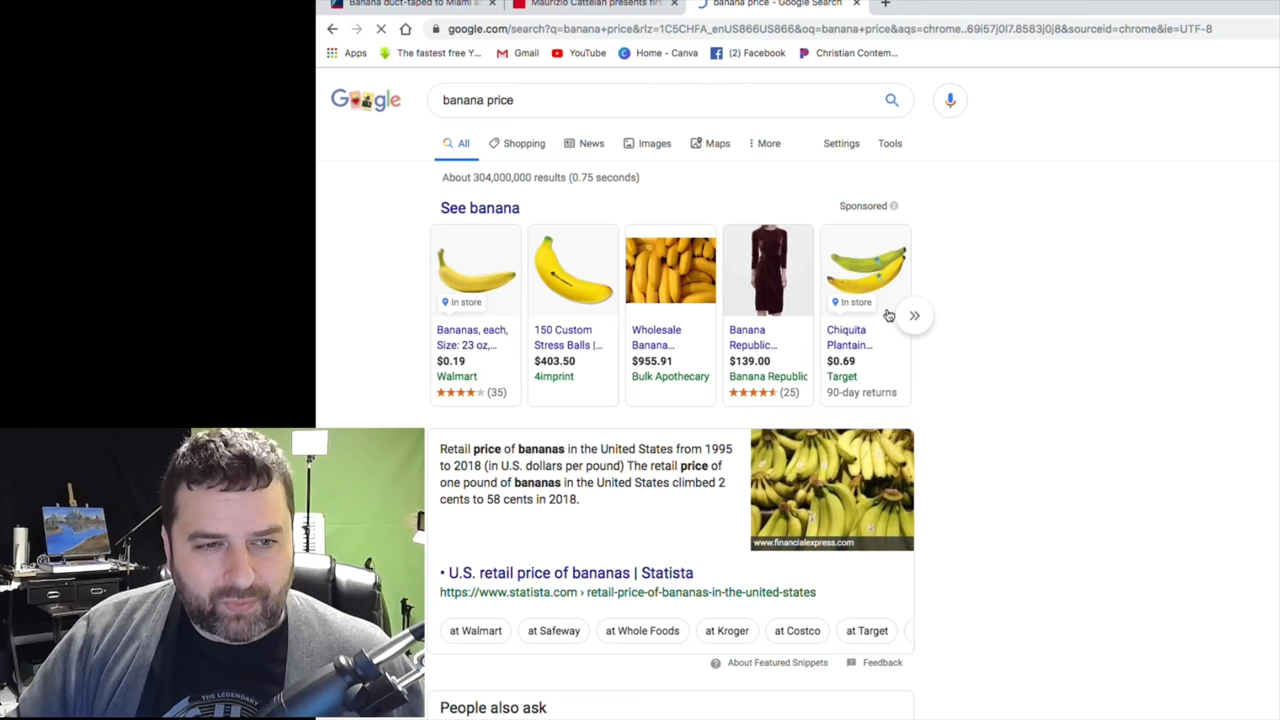 Banana duct-taped to Miami a
Maurizio Cattelan presents firs
banana price - Google Search
google.com/search?q=banana+price&rlz=1C5CHFA_enUS866US866&oq=banana+price&aqs=chrome..69i57j0l7.8583j0j8&sourceid=chrome&ie=UTF-8
Apps
The fastest free Y...
Gmail
YouTube
Home - Canva
(2) Facebook
Christian Contem...
Google
banana price
All
Shopping
News
Images
Maps
More
Settings
Tools
About 304,000,000 results (0.75 seconds)
See banana
Sponsored
In store
Bananas, each,
Size: 23 oz,...
$0.19
Walmart
(35)
150 Custom
Stress Balls |...
$403.50
4imprint
Wholesale
Banana...
$955.91
Bulk Apothecary
Banana
Republic...
$139.00
Banana Republic
(25)
In store
Chiquita
Plantain...
$0.69
Target
90-day returns
Retail price of bananas in the United States from 1995
to 2018 (in U.S. dollars per pound) The retail price of
one pound of bananas in the United States climbed 2
cents to 58 cents in 2018.
www.financialexpress.com
• U.S. retail price of bananas | Statista
https://www.statista.com › retail-price-of-bananas-in-the-united-states
at Walmart
at Safeway
at Whole Foods
at Kroger
at Costco
at Target
About Featured Snippets
Feedback
People also ask
THE LEGENDARY